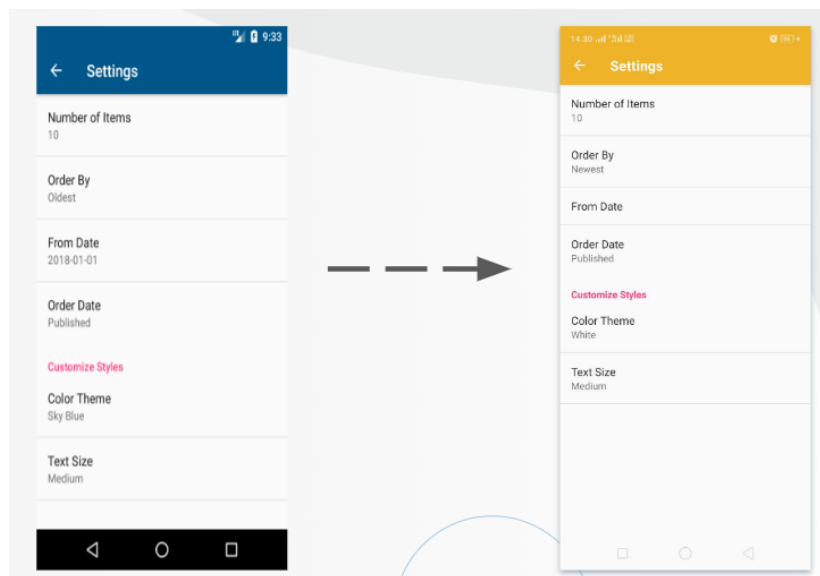 9:33
Settings
Number of Items
10
Order By
Oldest
From Date
2018-01-01
Order Date
Published
Customize Styles
Color Theme
Sky Blue
Text Size
Medium
14.30
Settings
Number of Items
10
Order By
Newest
From Date
Order Date
Published
Customize Styles
Color Theme
White
Text Size
Medium